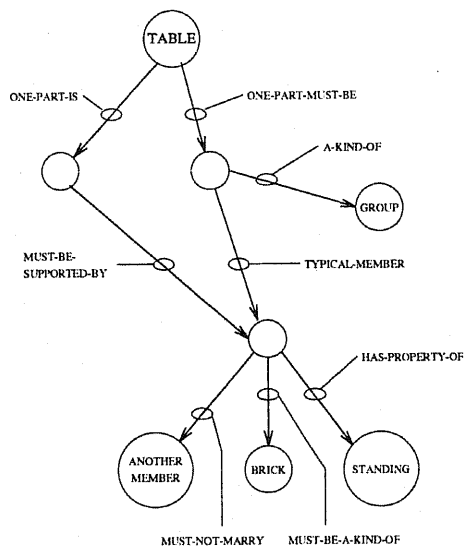 TABLE
ONE-PART-IS
ONE-PART-MUST-BE
A-KIND-OF
GROUP
MUST-BE-
SUPPORTED-BY
TYPICAL-MEMBER
HAS-PROPERTY-OF
ANOTHER
MEMBER
BRICK
STANDING
MUST-NOT-MARRY
MUST-BE-A-KIND-OF